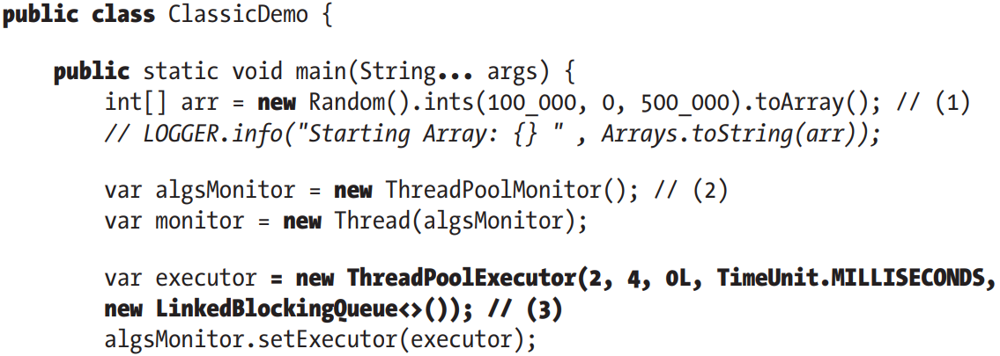 public class ClassicDemo {
public static void main(String... args) {
int[] arr = new Random().ints(100_000, 0, 500_000).toArray(); // (1)
// LOGGER.info("Starting Array: {} " , Arrays.toString(arr));
var algsMonitor = new ThreadPoolMonitor(); // (2)
var monitor = new Thread(algsMonitor);
var executor = new ThreadPoolExecutor(2, 4, 0L, TimeUnit.MILLISECONDS,
new LinkedBlockingQueue<>()); // (3)
algsMonitor.setExecutor(executor);